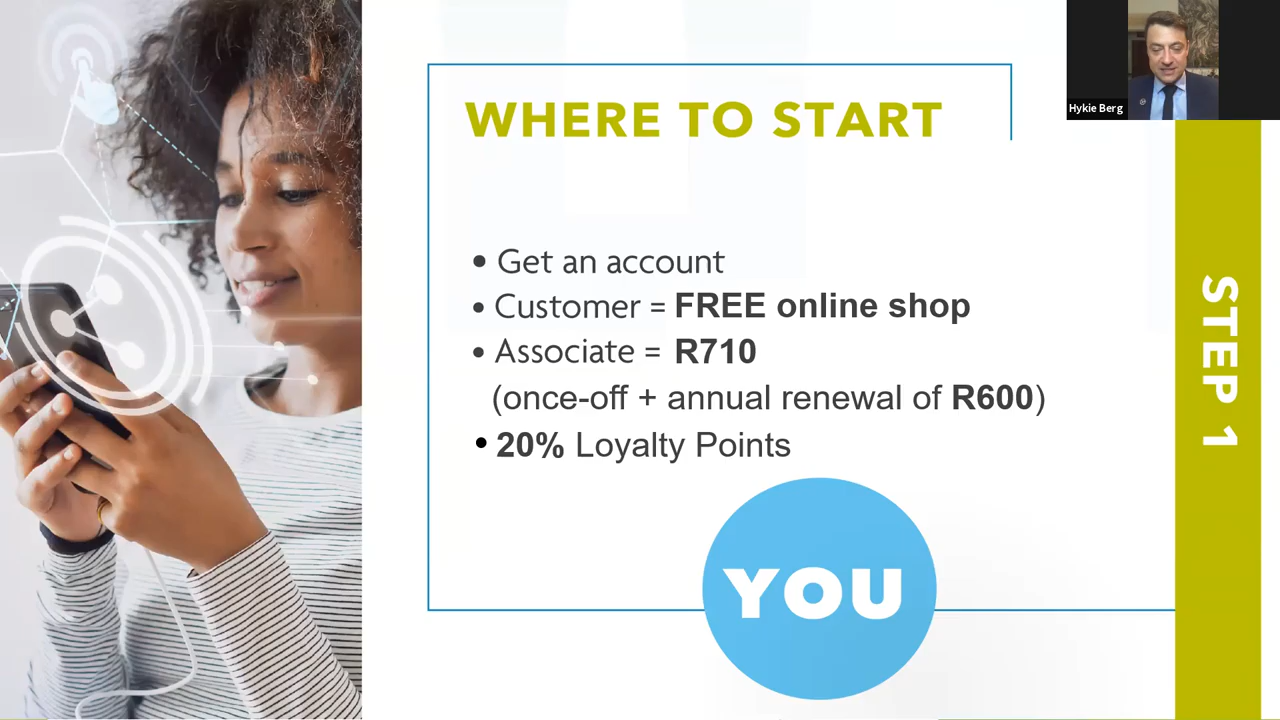 Hykie Berg
WHERE TO START
• Get an account
• Customer = FREE online shop
• Associate = R710
(once-off + annual renewal of R600)
• 20% Loyalty Points
YOU
STEP 1